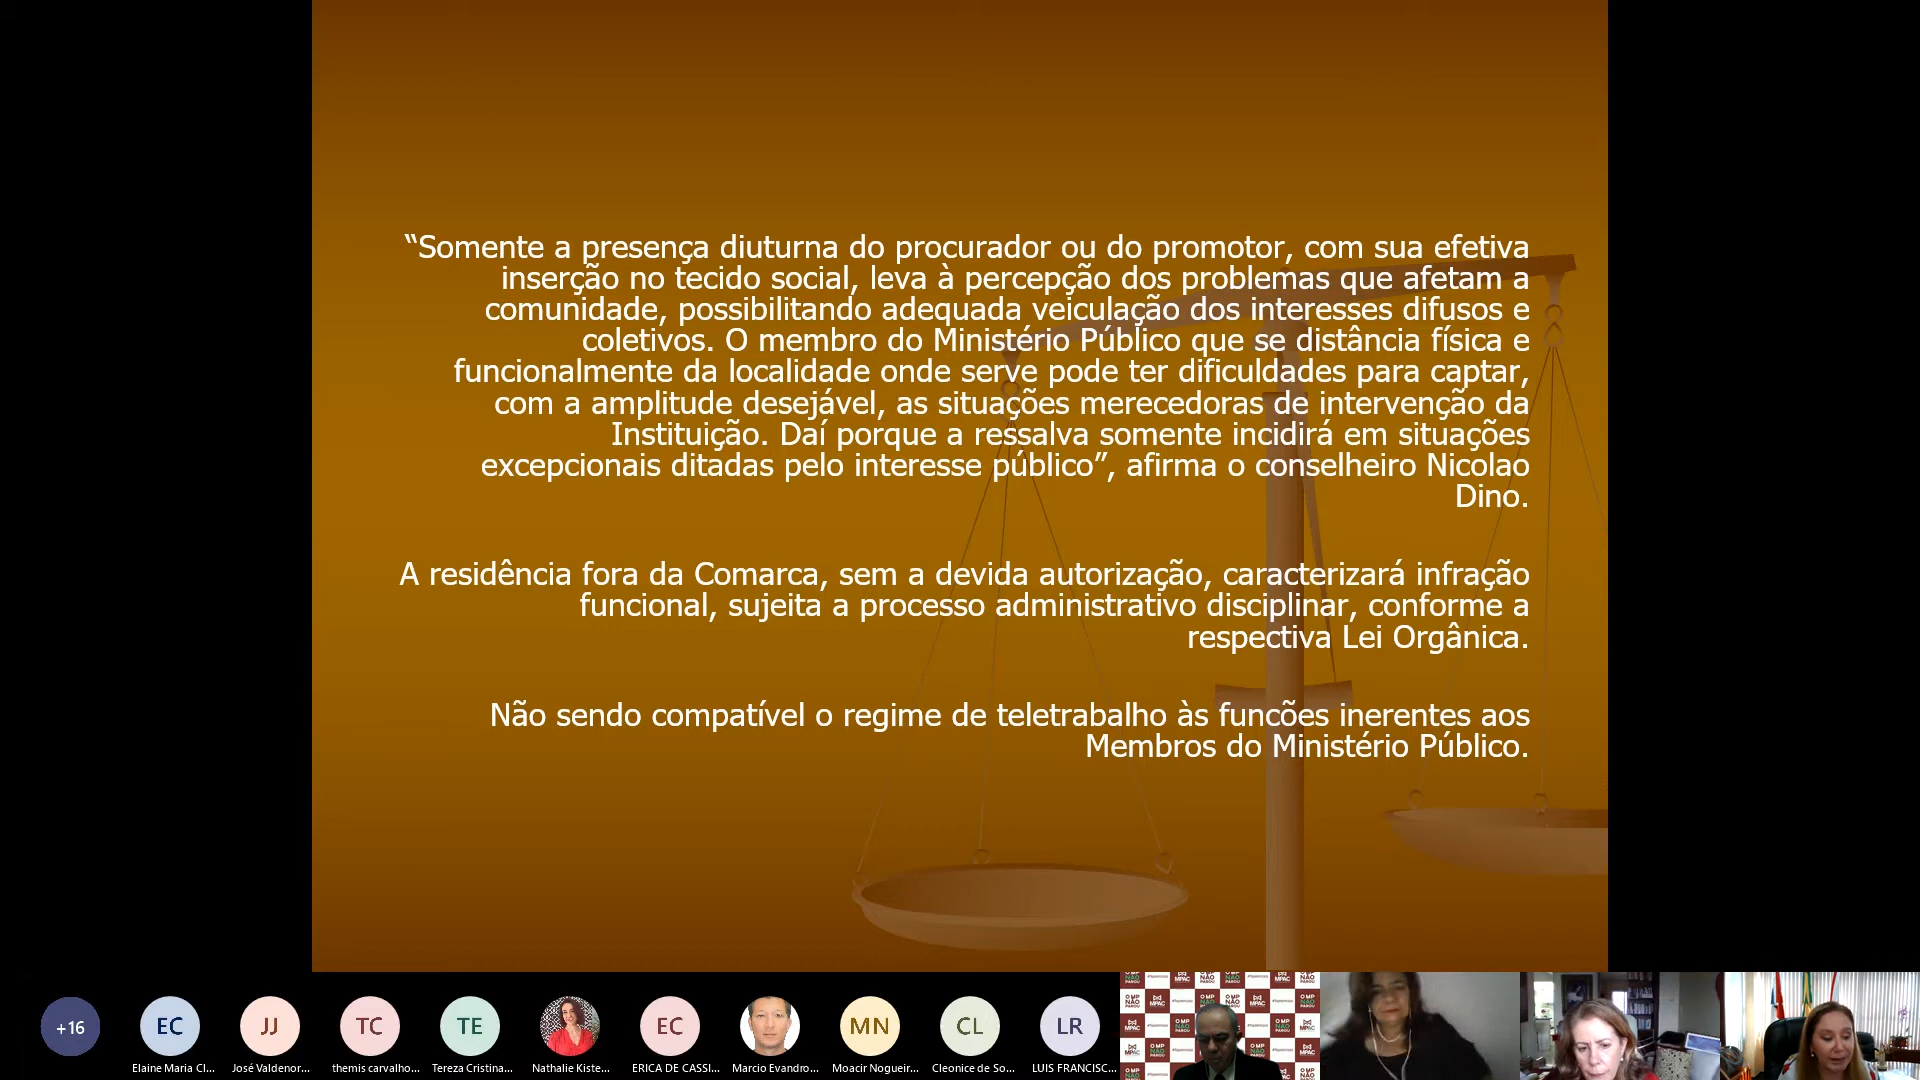 “Somente a presença diuturna do procurador ou do promotor, com sua efetiva
inserção no tecido social, leva à percepção dos problemas que afetam a
comunidade, possibilitando adequada veiculação dos interesses difusos e
coletivos. O membro do Ministério Público que se distância física e
funcionalmente da localidade onde serve pode ter dificuldades para captar,
com a amplitude desejável, as situações merecedoras de intervenção da
Instituição. Daí porque a ressalva somente incidirá em situações
excepcionais ditadas pelo interesse público”, afirma o conselheiro Nicolao
Dino.
A residência fora da Comarca, sem a devida autorização, caracterizará infração
funcional, sujeita a processo administrativo disciplinar, conforme a
respectiva Lei Orgânica.
Não sendo compatível o regime de teletrabalho às funcões inerentes aos
Membros do Ministério Público.
+16
EC
JJ
TC
TE
EC
MN
CL
LR
Elaine Maria Cl...
José Valdenor...
themis carvalho...
Tereza Cristina...
Nathalie Kiste...
ERICA DE CASSI...
Marcio Evandro...
Moacir Nogueir...
Cleonice de So...
LUIS FRANCISC...
O MP NÃO PAROU
MPAC